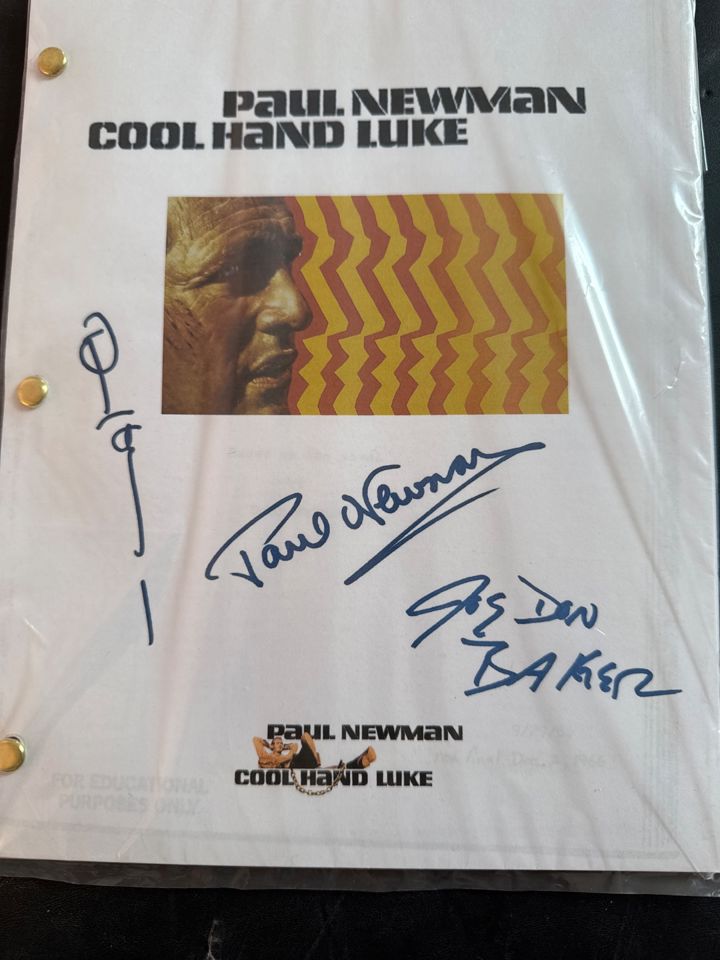 PAUL NEWMAN
COOL HAND LUKE
Paul Newman
JOE DON
BAKER
PAUL NEWMAN
COOL HAND LUKE
FOR EDUCATIONAL
PURPOSES ONLY.